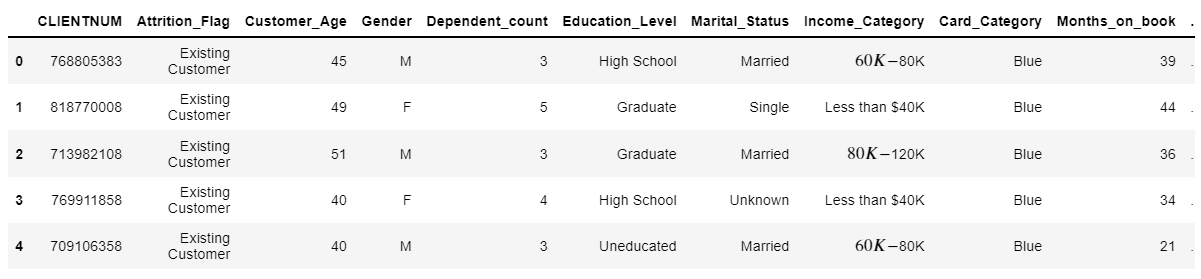 CLIENTNUM Attrition_Flag Customer_Age Gender Dependent_count Education_Level Marital_Status Income_Category Card_Category Months_on_book .
0 768805383 Existing Customer 45 M 3 High School Married 60K−80K Blue 39 .
1 818770008 Existing Customer 49 F 5 Graduate Single Less than $40K Blue 44 .
2 713982108 Existing Customer 51 M 3 Graduate Married 80K−120K Blue 36 .
3 769911858 Existing Customer 40 F 4 High School Unknown Less than $40K Blue 34 .
4 709106358 Existing Customer 40 M 3 Uneducated Married 60K−80K Blue 21 .